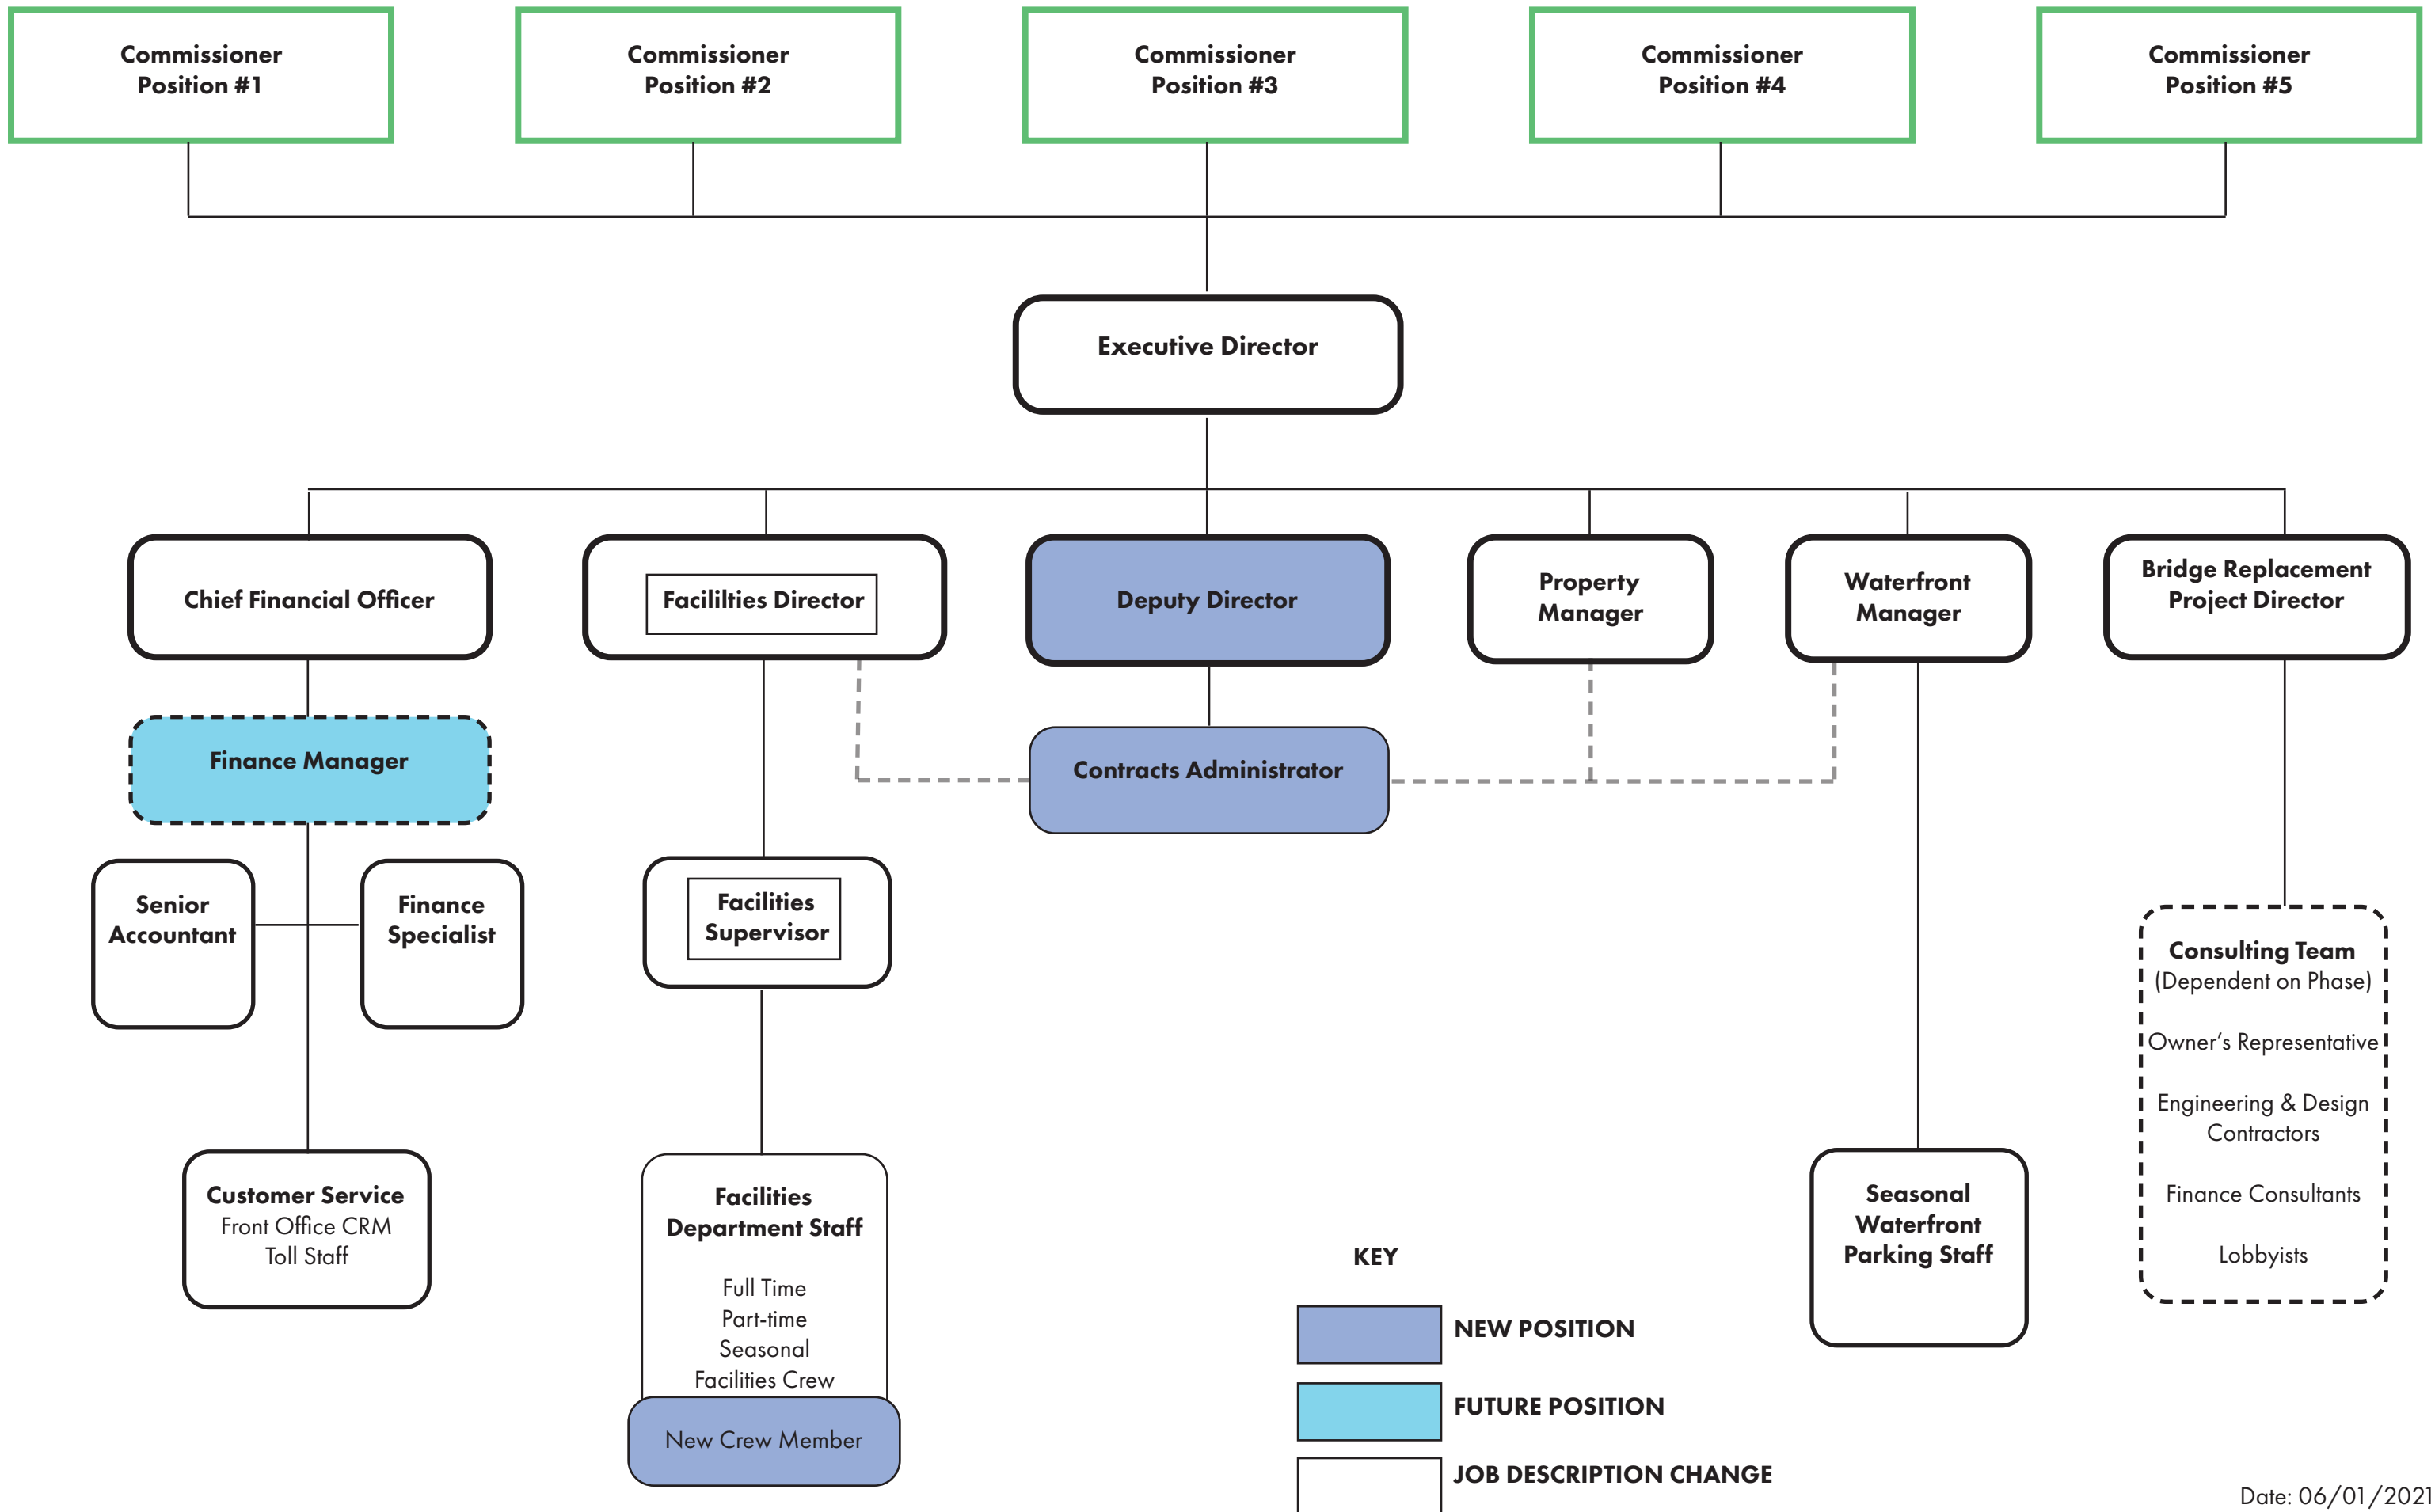 Commissioner
Position #1
Commissioner
Position #2
Commissioner
Position #3
Commissioner
Position #4
Commissioner
Position #5
Executive Director
Chief Financial Officer
Facililties Director
Deputy Director
Property
Manager
Waterfront
Manager
Bridge Replacement
Project Director
Finance Manager
Contracts Administrator
Senior
Accountant
Finance
Specialist
Facilities
Supervisor
Consulting Team
(Dependent on Phase)
Owner's Representative
Engineering & Design
Contractors
Finance Consultants
Lobbyists
Customer Service
Front Office CRM
Toll Staff
Facilities
Department Staff
Full Time
Part-time
Seasonal
Facilities Crew
New Crew Member
Seasonal
Waterfront
Parking Staff
KEY
NEW POSITION
FUTURE POSITION
JOB DESCRIPTION CHANGE
Date: 06/01/2021